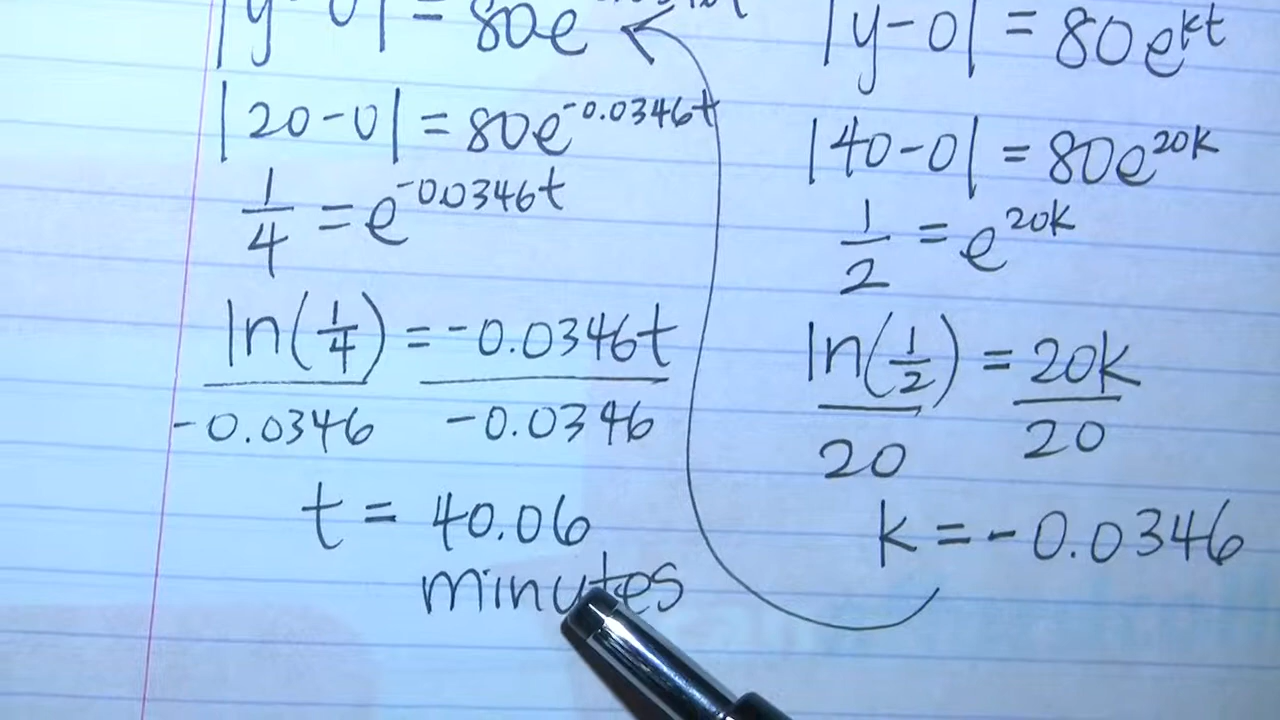 |y-0| = 80e
|20-0| = 80e^-0.0346t
1/4 = e^-0.0346t
ln(1/4) = -0.0346t
-0.0346 -0.0346
t = 40.06
minutes
|y-0| = 80e^kt
|40-0| = 80e^20k
1/2 = e^20k
ln(1/2) = 20k
20 20
k = -0.0346